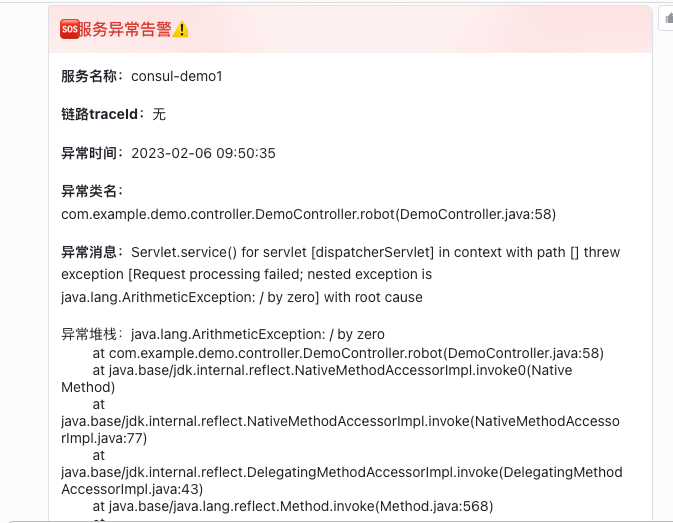 🆘服务异常告警⚠️
服务名称：consul-demo1
链路traceId：无
异常时间：2023-02-06 09:50:35
异常类名：
com.example.demo.controller.DemoController.robot(DemoController.java:58)
异常消息：Servlet.service() for servlet [dispatcherServlet] in context with path [] threw
exception [Request processing failed; nested exception is
java.lang.ArithmeticException: / by zero] with root cause
异常堆栈：java.lang.ArithmeticException: / by zero
at com.example.demo.controller.DemoController.robot(DemoController.java:58)
at java.base/jdk.internal.reflect.NativeMethodAccessorImpl.invoke0(Native
Method)
at
java.base/jdk.internal.reflect.NativeMethodAccessorImpl.invoke(NativeMethodAccesso
rImpl.java:77)
at
java.base/jdk.internal.reflect.DelegatingMethodAccessorImpl.invoke(DelegatingMethod
AccessorImpl.java:43)
at java.base/java.lang.reflect.Method.invoke(Method.java:568)